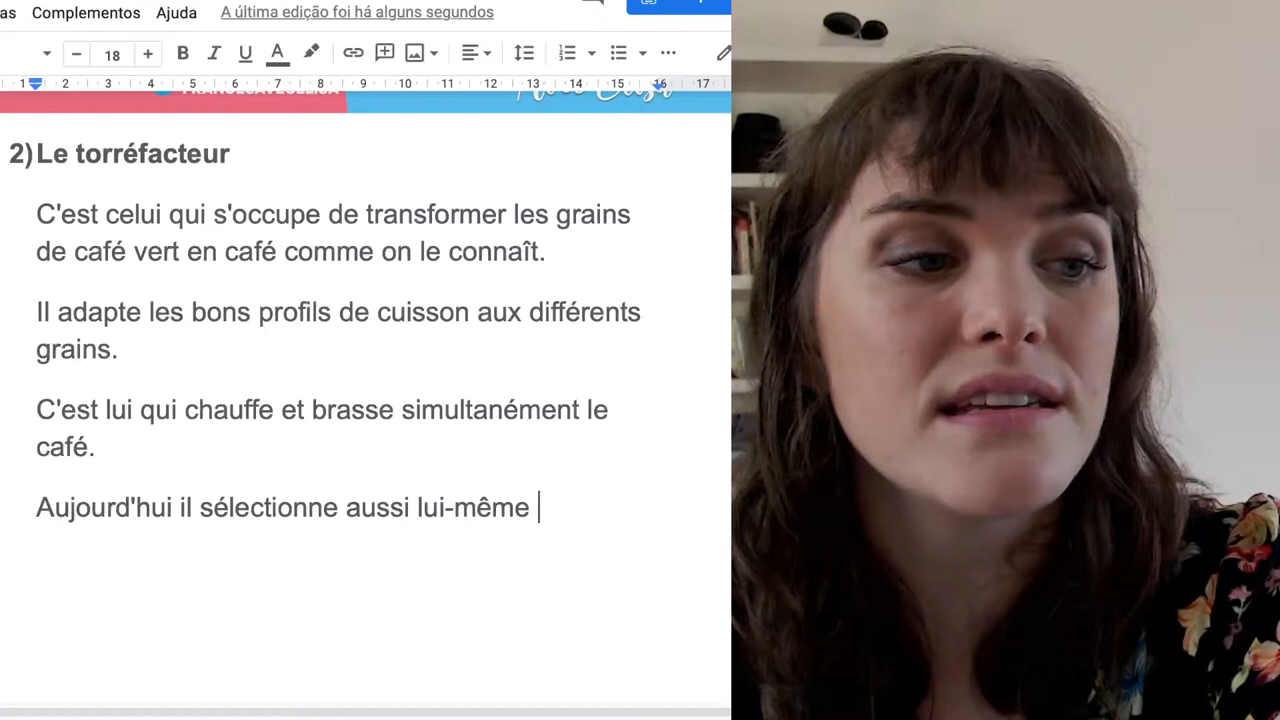 Complementos Ajuda A última edição foi há alguns segundos
18
1 2 3 4 5 6 7 8 9 10 11 12 13 14 15 16 17
2) Le torréfacteur
C'est celui qui s'occupe de transformer les grains
de café vert en café comme on le connaît.
Il adapte les bons profils de cuisson aux différents
grains.
C'est lui qui chauffe et brasse simultanément le
café.
Aujourd'hui il sélectionne aussi lui-même